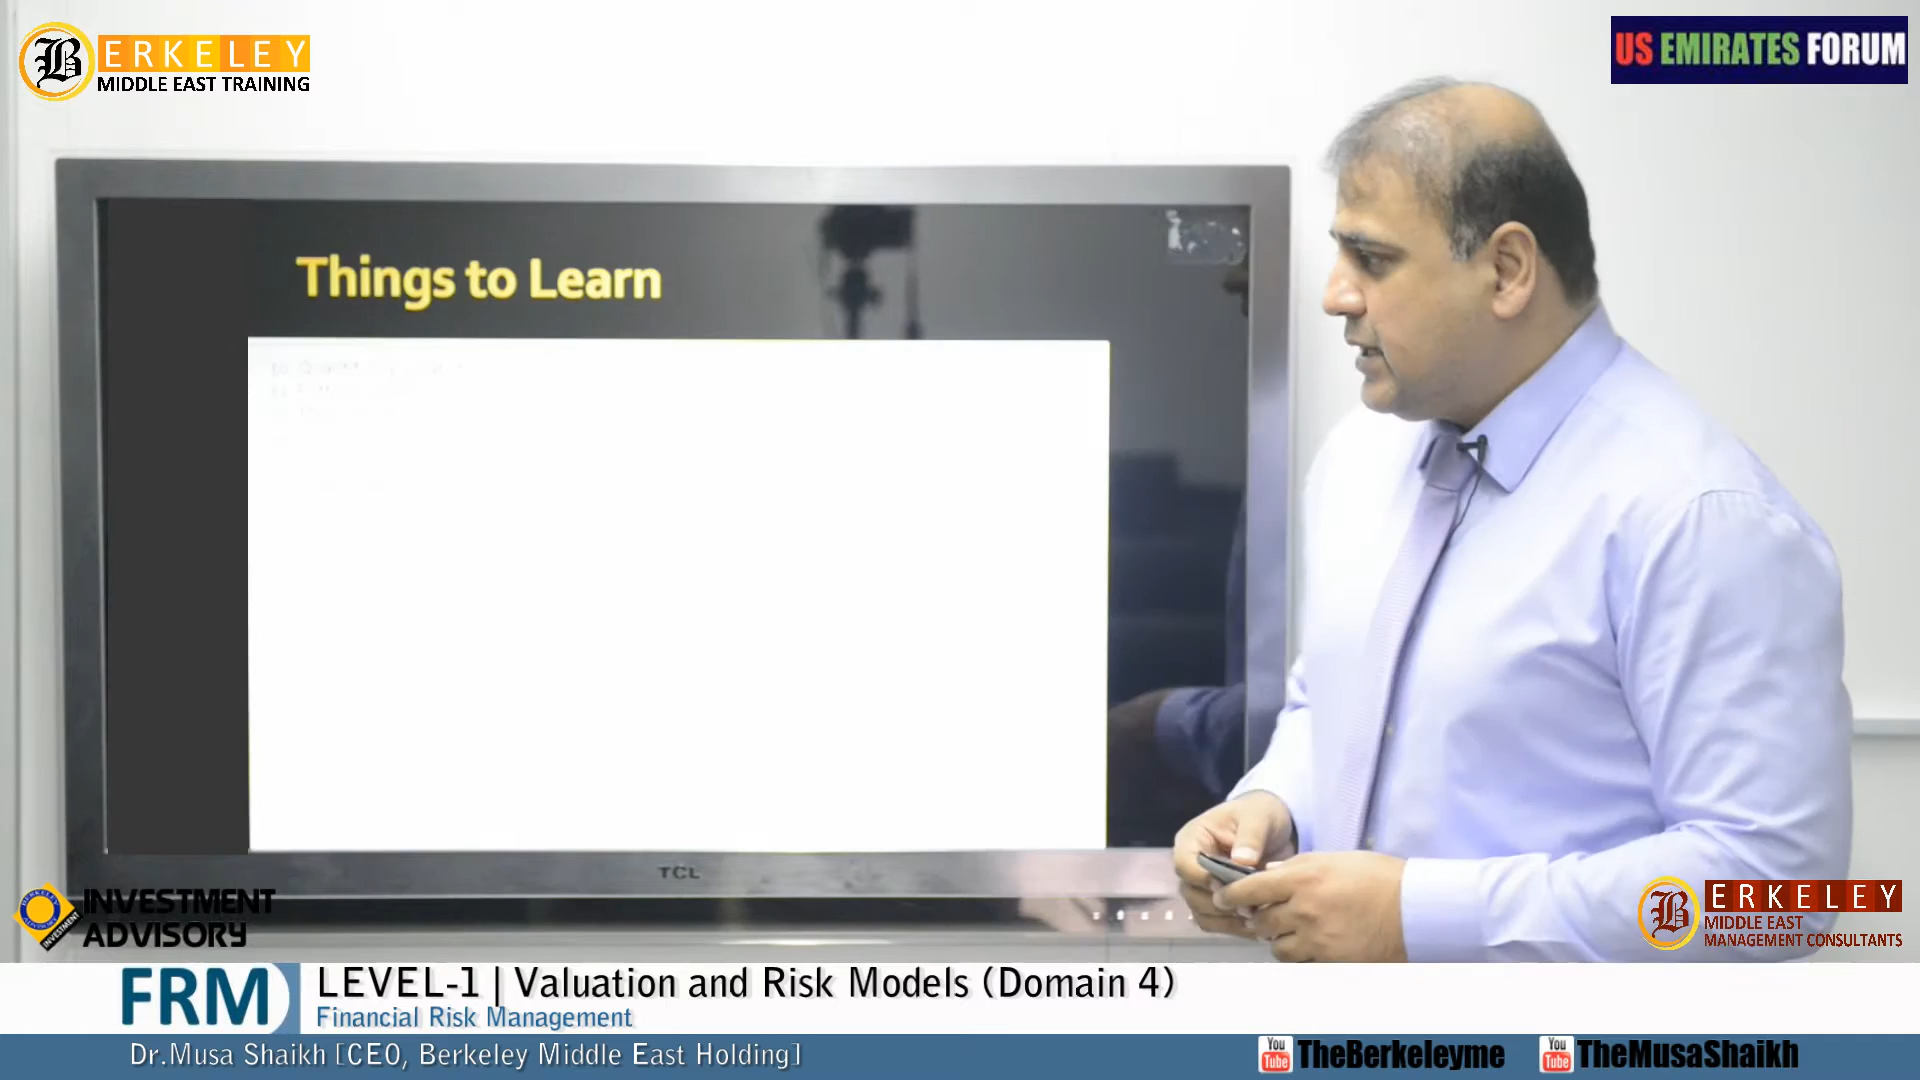 BERKELEY
MIDDLE EAST TRAINING
US EMIRATES FORUM
Things to Learn
TCL
INVESTMENT
ADVISORY
BERKELEY
MIDDLE EAST
MANAGEMENT CONSULTANTS
FRM
LEVEL-1 | Valuation and Risk Models (Domain 4)
Financial Risk Management
Dr.Musa Shaikh [CEO, Berkeley Middle East Holding]
You Tube TheBerkeleyme
You Tube TheMusaShaikh